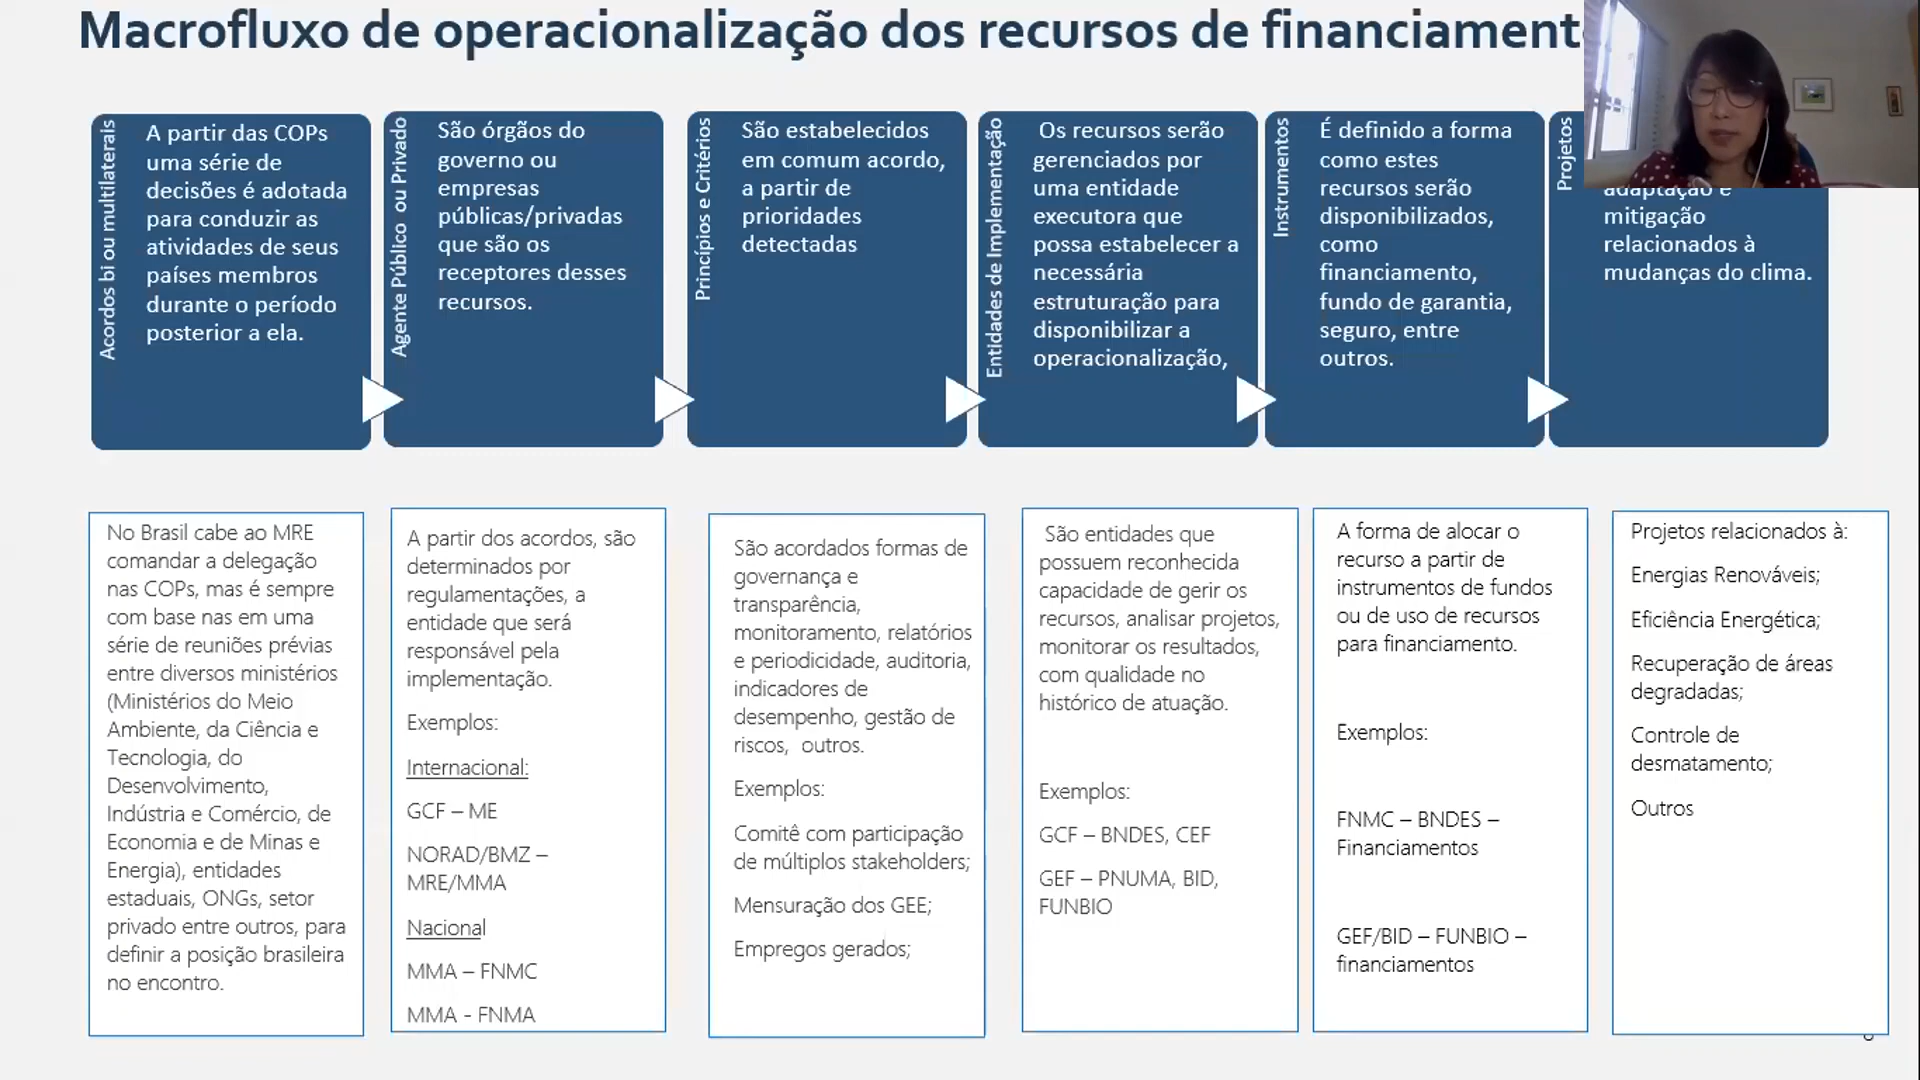 Macrofluxo de operacionalização dos recursos de financiament
Acordos bi ou multilaterais
A partir das COPs
uma série de
decisões é adotada
para conduzir as
atividades de seus
países membros
durante o período
posterior a ela.
Agente Público ou Privado
São órgãos do
governo ou
empresas
públicas/privadas
que são os
receptores desses
recursos.
Princípios e Critérios
São estabelecidos
em comum acordo,
a partir de
prioridades
detectadas
Entidades de Implementação
Os recursos serão
gerenciados por
uma entidade
executora que
possa estabelecer a
necessária
estruturação para
disponibilizar a
operacionalização,
Instrumentos
É definido a forma
como estes
recursos serão
disponibilizados,
como
financiamento,
fundo de garantia,
seguro, entre
outros.
Projetos
adaptação e
mitigação
relacionados à
mudanças do clima.
No Brasil cabe ao MRE
comandar a delegação
nas COPs, mas é sempre
com base nas em uma
série de reuniões prévias
entre diversos ministérios
(Ministérios do Meio
Ambiente, da Ciência e
Tecnologia, do
Desenvolvimento,
Indústria e Comércio, de
Economia e de Minas e
Energia), entidades
estaduais, ONGs, setor
privado entre outros, para
definir a posição brasileira
no encontro.
A partir dos acordos, são
determinados por
regulamentações, a
entidade que será
responsável pela
implementação.
Exemplos:
Internacional:
GCF – ME
NORAD/BMZ –
MRE/MMA
Nacional
MMA – FNMC
MMA - FNMA
São acordados formas de
governança e
transparência,
monitoramento, relatórios
e periodicidade, auditoria,
indicadores de
desempenho, gestão de
riscos, outros.
Exemplos:
Comitê com participação
de múltiplos stakeholders;
Mensuração dos GEE;
Empregos gerados;
São entidades que
possuem reconhecida
capacidade de gerir os
recursos, analisar projetos,
monitorar os resultados,
com qualidade no
histórico de atuação.
Exemplos:
GCF – BNDES, CEF
GEF – PNUMA, BID,
FUNBIO
A forma de alocar o
recurso a partir de
instrumentos de fundos
ou de uso de recursos
para financiamento.
Exemplos:
FNMC – BNDES –
Financiamentos
GEF/BID – FUNBIO –
financiamentos
Projetos relacionados à:
Energias Renováveis;
Eficiência Energética;
Recuperação de áreas
degradadas;
Controle de
desmatamento;
Outros